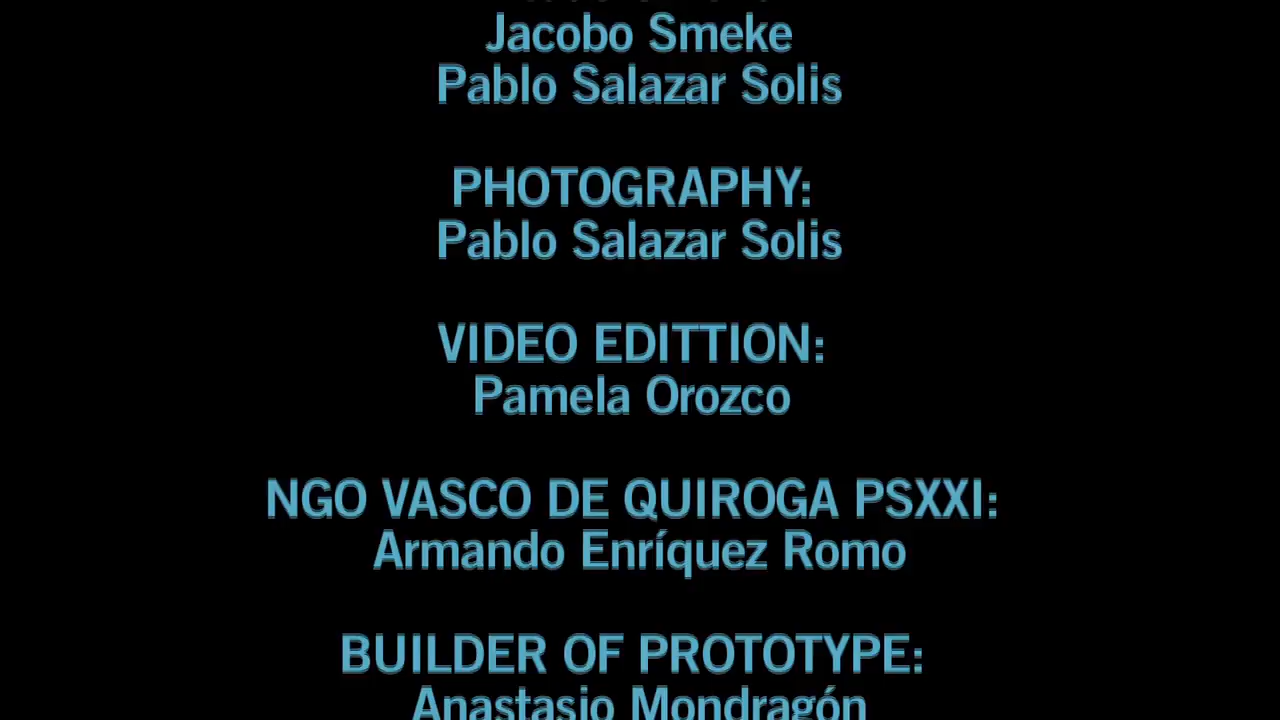 Jacobo Smeke
Pablo Salazar Solis
PHOTOGRAPHY:
Pablo Salazar Solis
VIDEO EDITTION:
Pamela Orozco
NGO VASCO DE QUIROGA PSXXI:
Armando Enríquez Romo
BUILDER OF PROTOTYPE:
Anastasio Mondragón